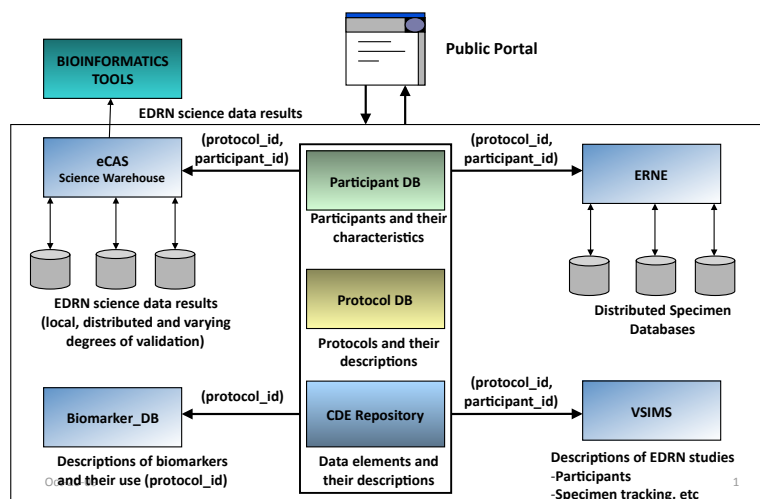 Public Portal
BIOINFORMATICS
TOOLS
EDRN science data results
(protocol_id,
participant_id)
(protocol_id,
participant_id)
eCAS
Science Warehouse
Participant DB
ERNE
Participants and their
characteristics
EDRN science data results
(local, distributed and varying
degrees of validation)
Protocol DB
Distributed Specimen
Databases
Protocols and their
descriptions
(protocol_id)
(protocol_id,
participant_id)
Biomarker_DB
CDE Repository
VSIMS
Descriptions of biomarkers
and their use (protocol_id)
Data elements and
their descriptions
Descriptions of EDRN studies
-Participants
-Specimen tracking, etc
1